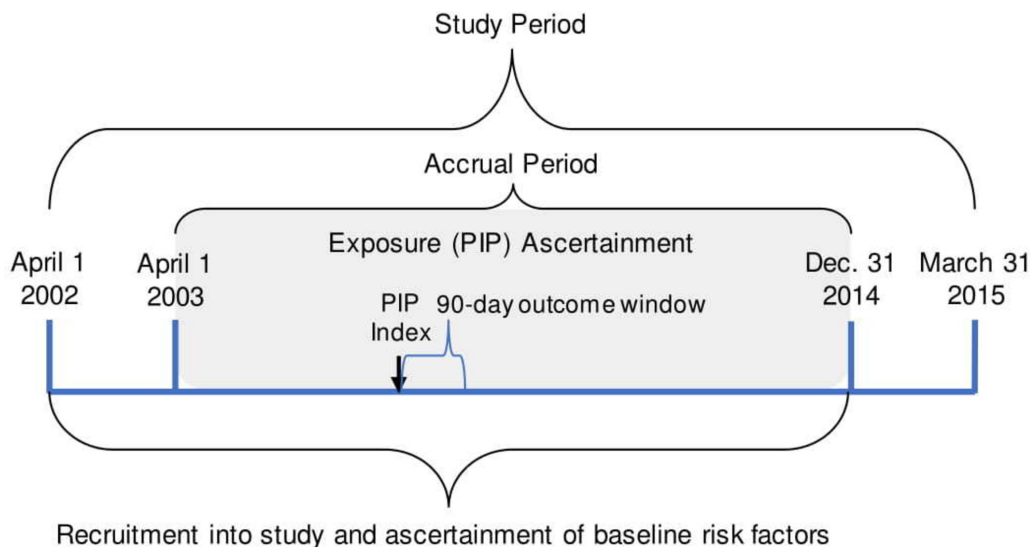 Study Period
Accrual Period
Exposure (PIP) Ascertainment
April 1
2002
April 1
2003
Dec. 31
2014
March 31
2015
PIP
Index
90-day outcome window
Recruitment into study and ascertainment of baseline risk factors